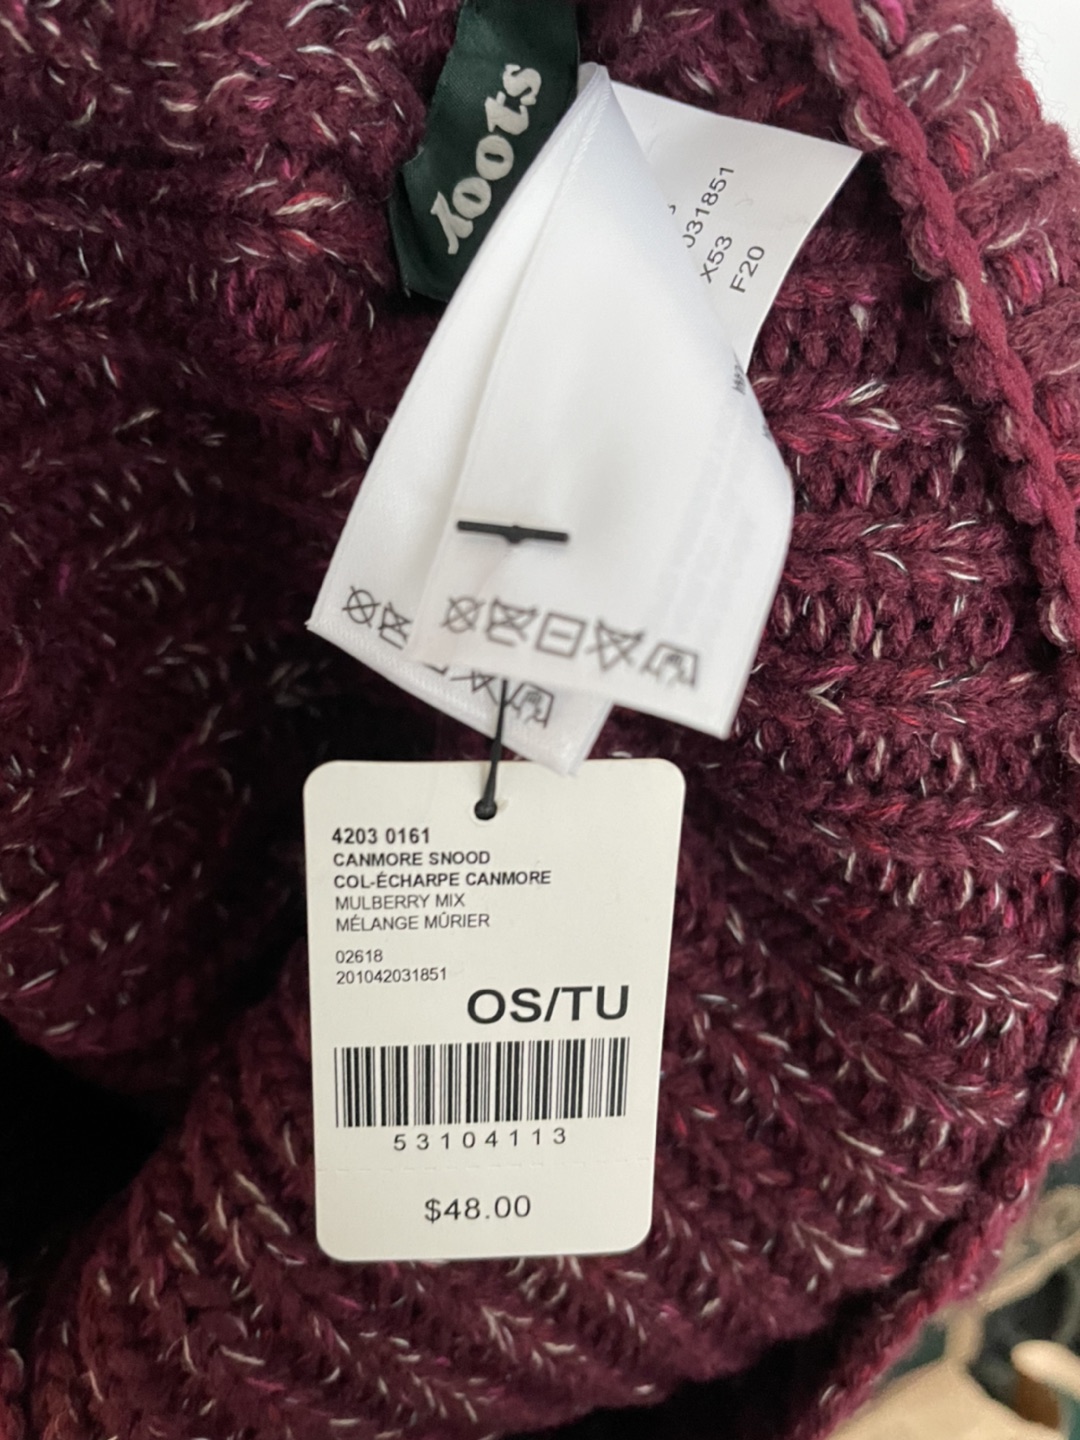 roots
031851
X53
F20
4203 0161
CANMORE SNOOD
COL-ÉCHARPE CANMORE
MULBERRY MIX
MÉLANGE MÛRIER
02618
201042031851
OS/TU
53104113
$48.00